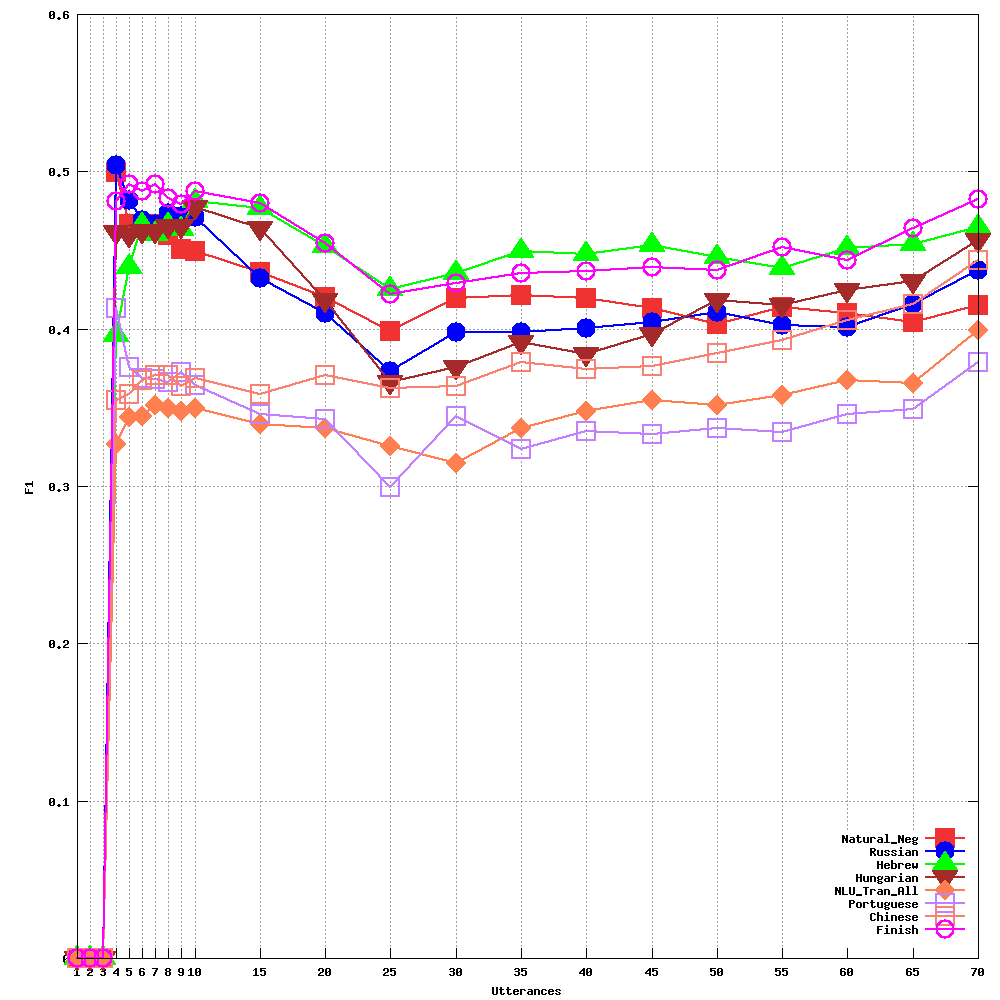 0.6
0.5
0.4
0.3
0.2
0.1
0
F1
1 2 3 4 5 6 7 8 9 10 15 20 25 30 35 40 45 50 55 60 65 70
Utterances
Natural_Neg
Russian
Hebrew
Hungarian
NLU_Tran_All
Portuguese
Chinese
Finish